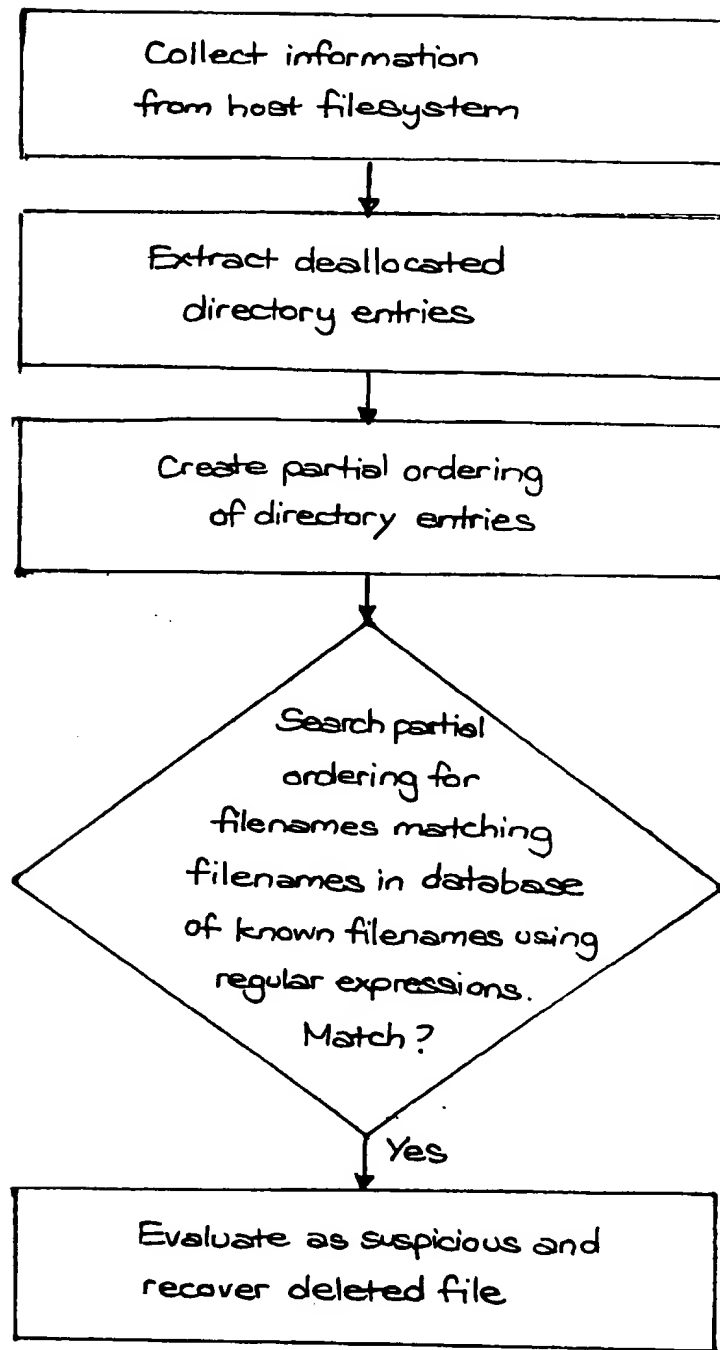 Collect information
from host filesystem
Extract deallocated
directory entries
Create partial ordering
of directory entries
Search partial
ordering for
filenames matching
filenames in database
of known filenames using
regular expressions.
Match?
Yes
Evaluate as suspicious and
recover deleted file